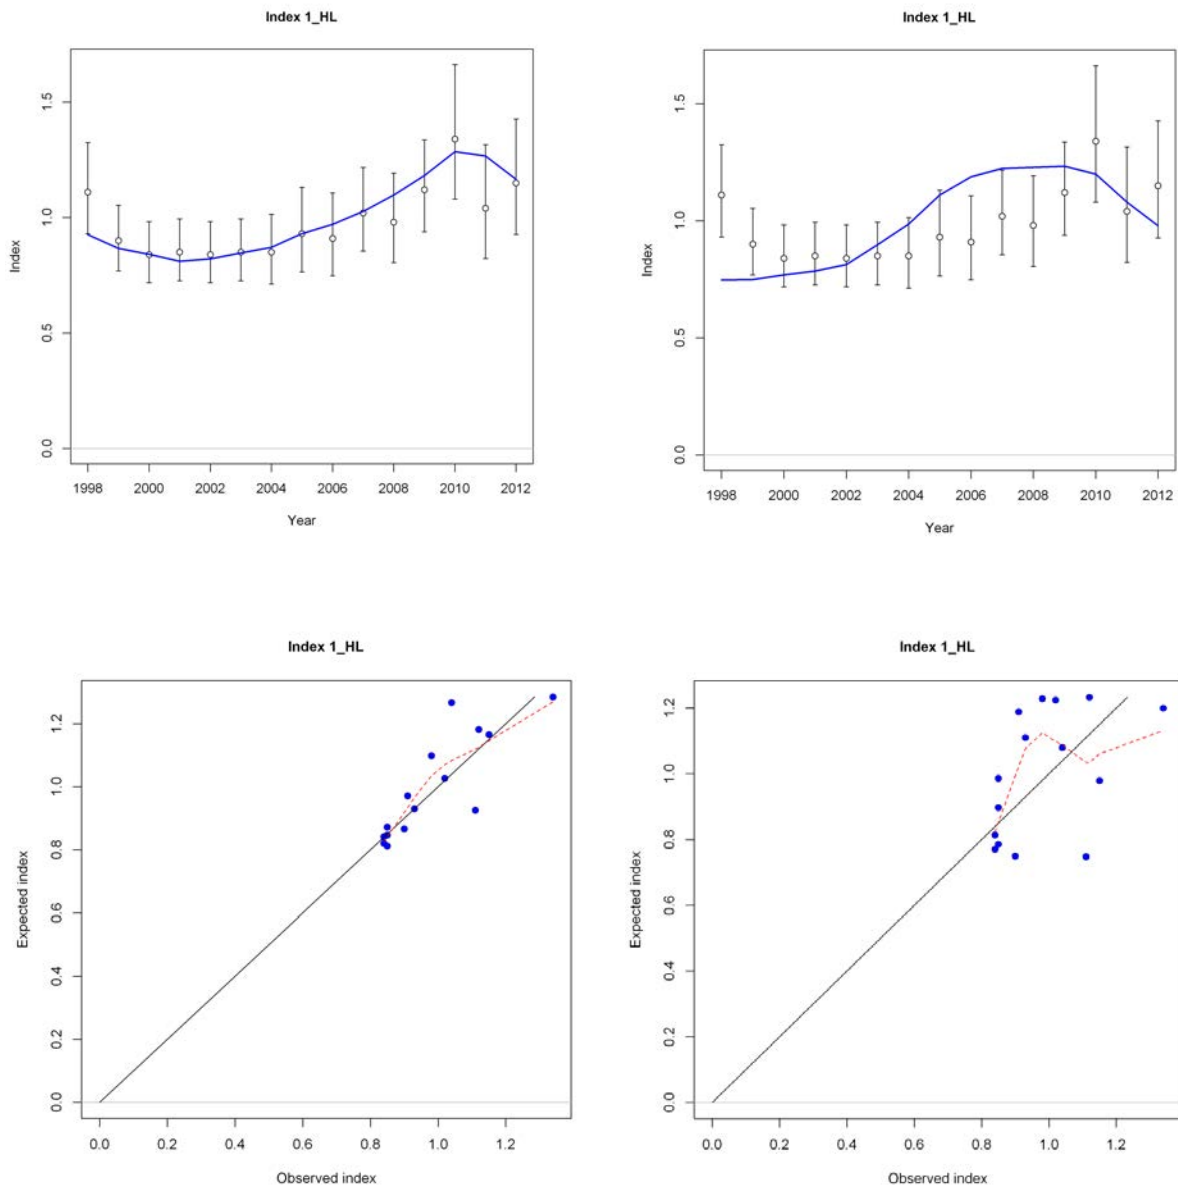 Index 1_HL
Index
1.5
1.0
0.5
0.0
1998 2000 2002 2004 2006 2008 2010 2012
Year
Index 1_HL
Index
1.5
1.0
0.5
0.0
1998 2000 2002 2004 2006 2008 2010 2012
Year
Index 1_HL
Expected index
1.2
1.0
0.8
0.6
0.4
0.2
0.0
0.0 0.2 0.4 0.6 0.8 1.0 1.2
Observed index
Index 1_HL
Expected index
1.2
1.0
0.8
0.6
0.4
0.2
0.0
0.0 0.2 0.4 0.6 0.8 1.0 1.2
Observed index